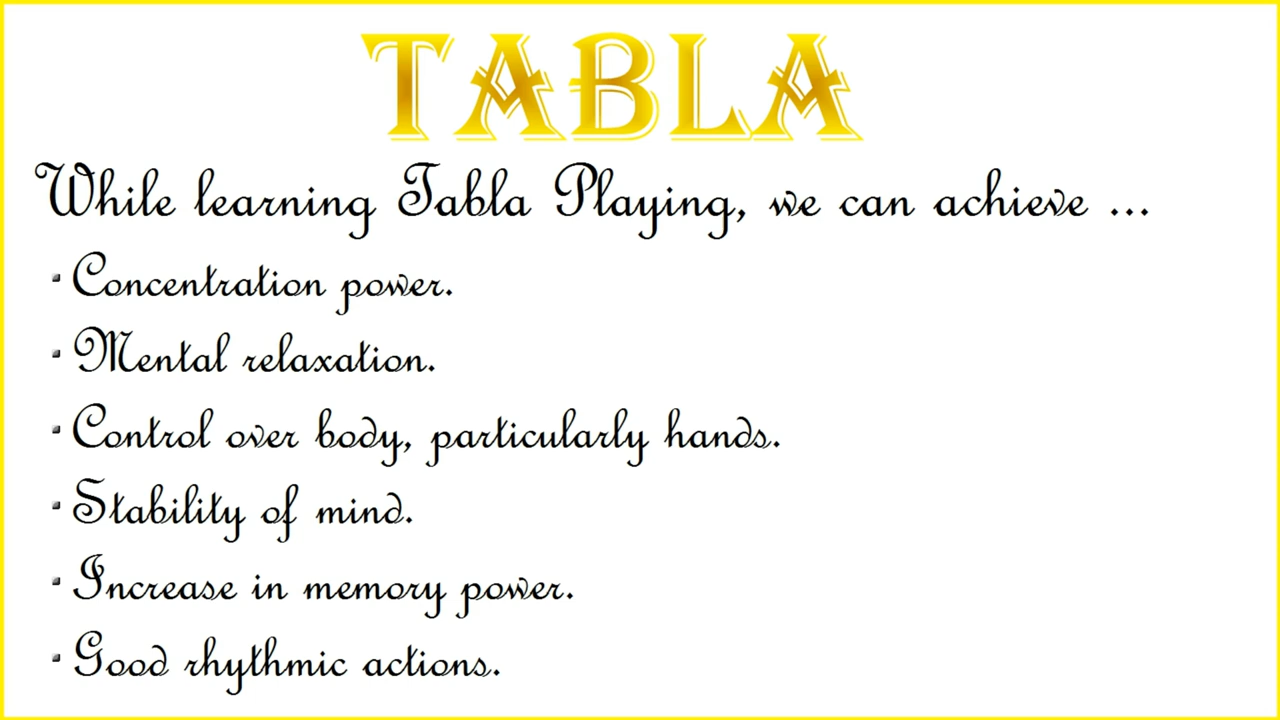 TABLA
While learning Tabla Playing, we can achieve ...
▪ Concentration power.
▪ Mental relaxation.
▪ Control over body, particularly hands.
▪ Stability of mind.
▪ Increase in memory power.
▪ Good rhythmic actions.